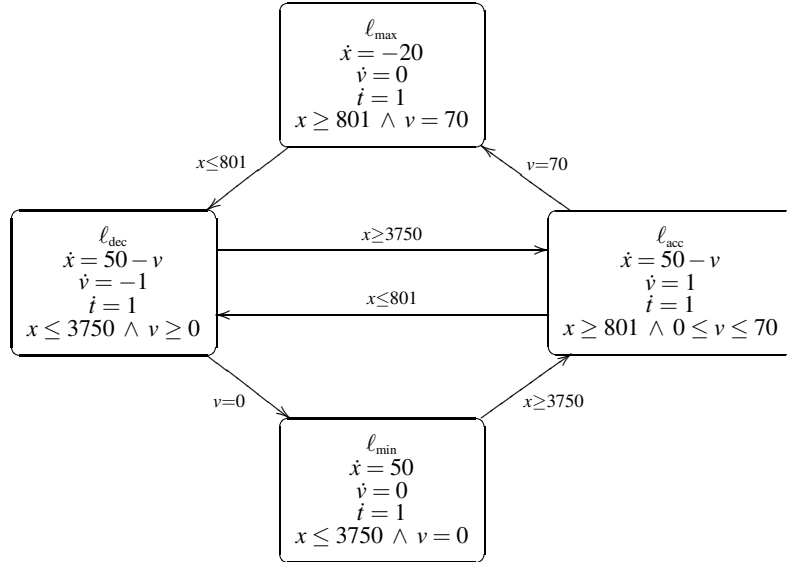 ℓmax
ẋ = −20
v̇ = 0
ṫ = 1
x ≥ 801 ∧ v = 70
x≤801
v=70
ℓdec
ẋ = 50 − v
v̇ = −1
ṫ = 1
x ≤ 3750 ∧ v ≥ 0
x≥3750
x≤801
ℓacc
ẋ = 50 − v
v̇ = 1
ṫ = 1
x ≥ 801 ∧ 0 ≤ v ≤ 70
v=0
x≥3750
ℓmin
ẋ = 50
v̇ = 0
ṫ = 1
x ≤ 3750 ∧ v = 0